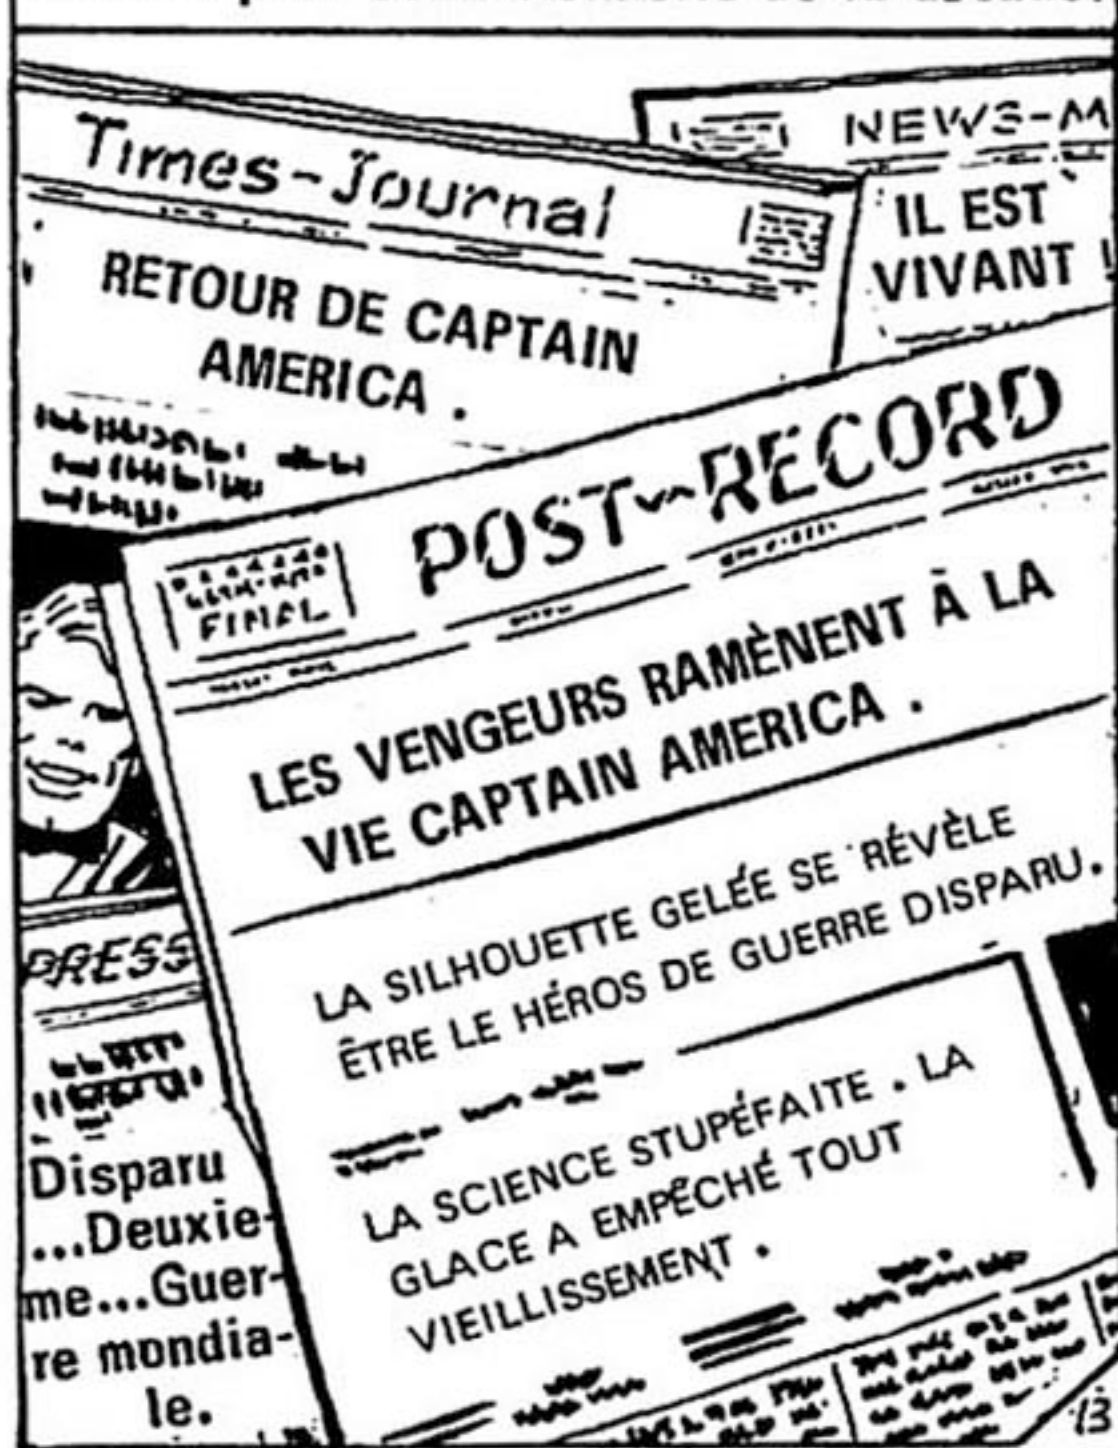 Times-Journal
RETOUR DE CAPTAIN
AMERICA .
NEWS-M
IL EST
VIVANT !
POST-RECORD
FINAL
LES VENGEURS RAMÈNENT À LA
VIE CAPTAIN AMERICA .
LA SILHOUETTE GELÉE SE RÉVÈLE
ÊTRE LE HÉROS DE GUERRE DISPARU.
LA SCIENCE STUPÉFAITE . LA
GLACE A EMPÊCHÉ TOUT
VIEILLISSEMENT .
PRESS
Disparu
...Deuxie-
me...Guer-
re mondia-
le.
13